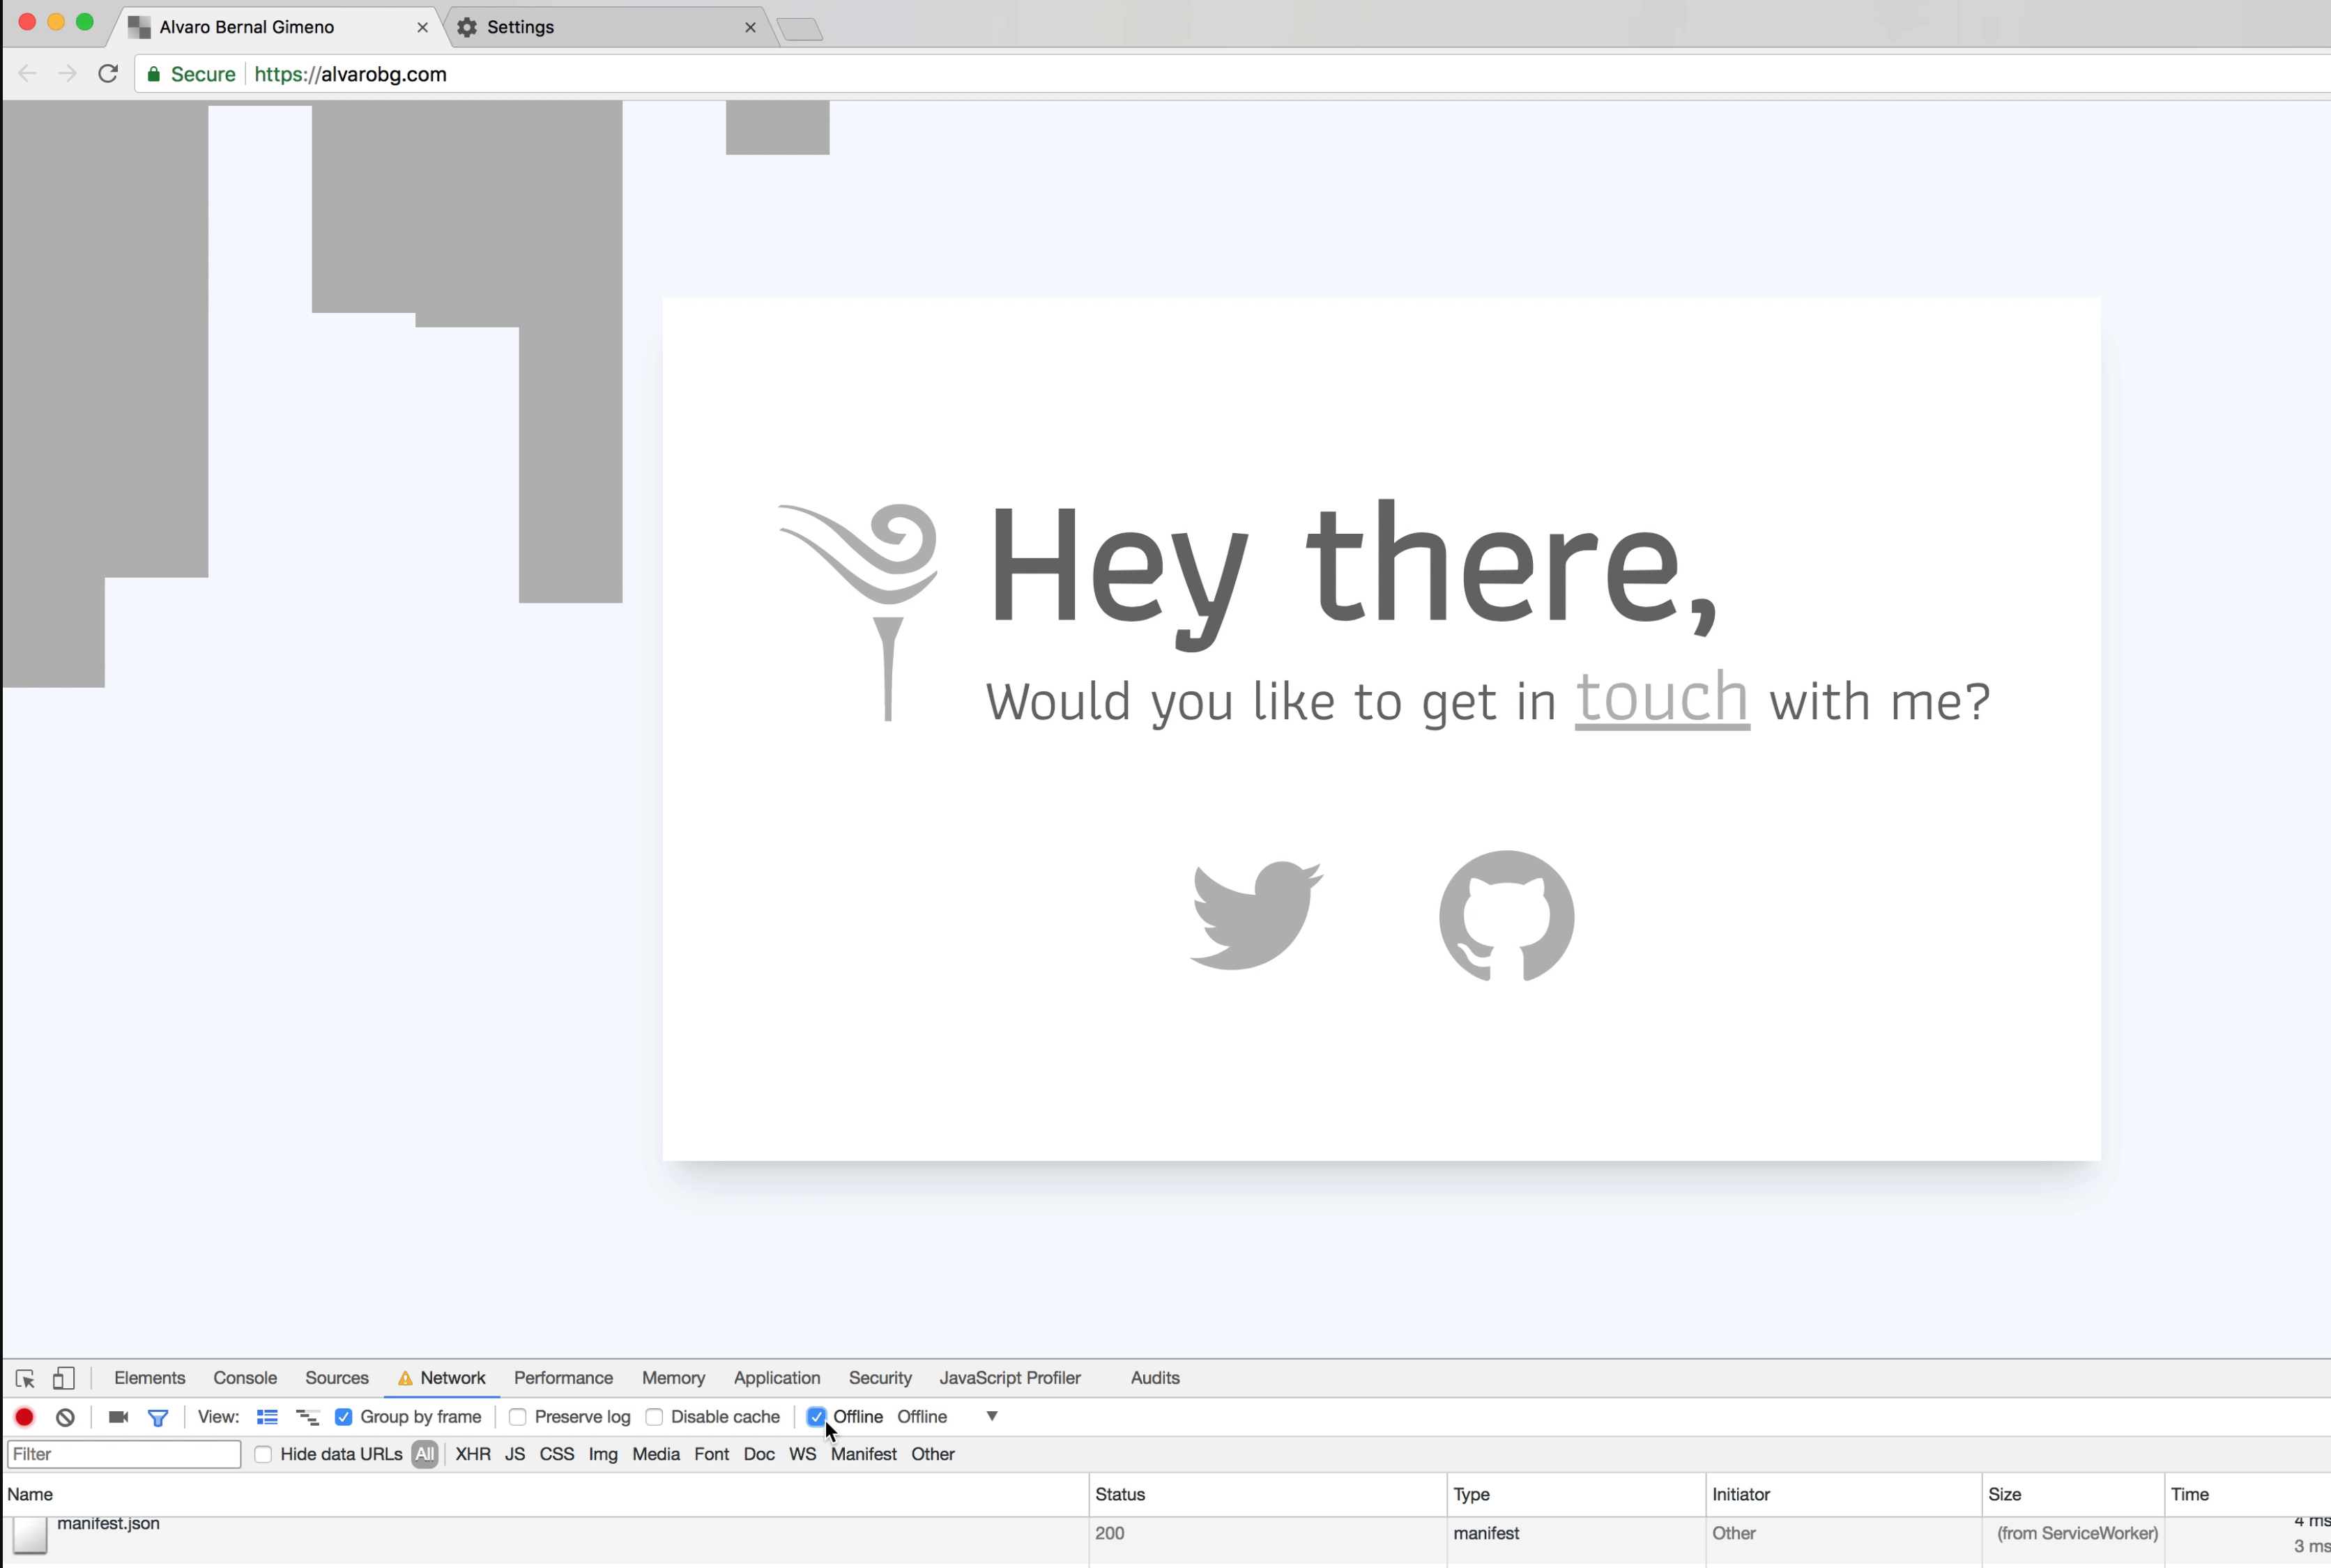 Alvaro Bernal Gimeno
Settings
Secure https://alvarobg.com
Hey there,
Would you like to get in touch with me?
Elements Console Sources Network Performance Memory Application Security JavaScript Profiler Audits
View: Group by frame Preserve log Disable cache Offline Offline
Filter Hide data URLs All XHR JS CSS Img Media Font Doc WS Manifest Other
Name Status Type Initiator Size Time
manifest.json 200 manifest Other (from ServiceWorker) 4 ms
3 ms